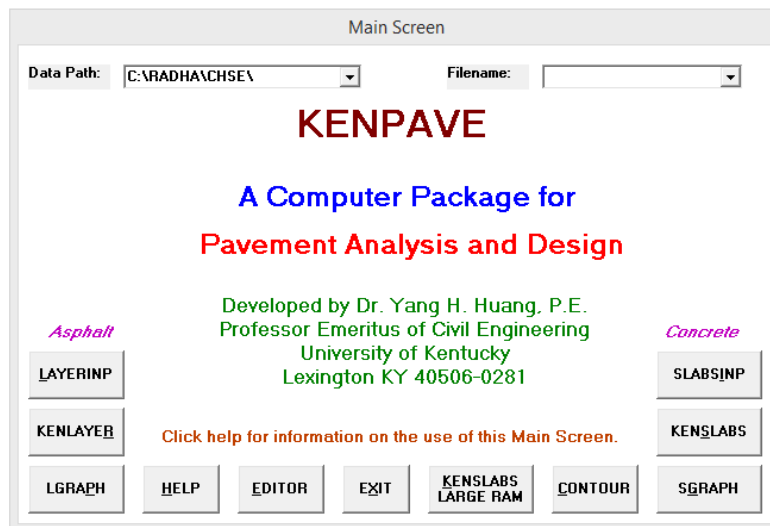 Main Screen
Data Path: C:\RADHA\CHSE\ Filename:
KENPAVE
A Computer Package for
Pavement Analysis and Design
Developed by Dr. Yang H. Huang, P.E.
Professor Emeritus of Civil Engineering
University of Kentucky
Lexington KY 40506-0281
Asphalt Concrete
LAYERINP SLABSINP
KENLAYER KENSLABS
Click help for information on the use of this Main Screen.
LGRAPH HELP EDITOR EXIT KENSLABS LARGE RAM CONTOUR SGRAPH